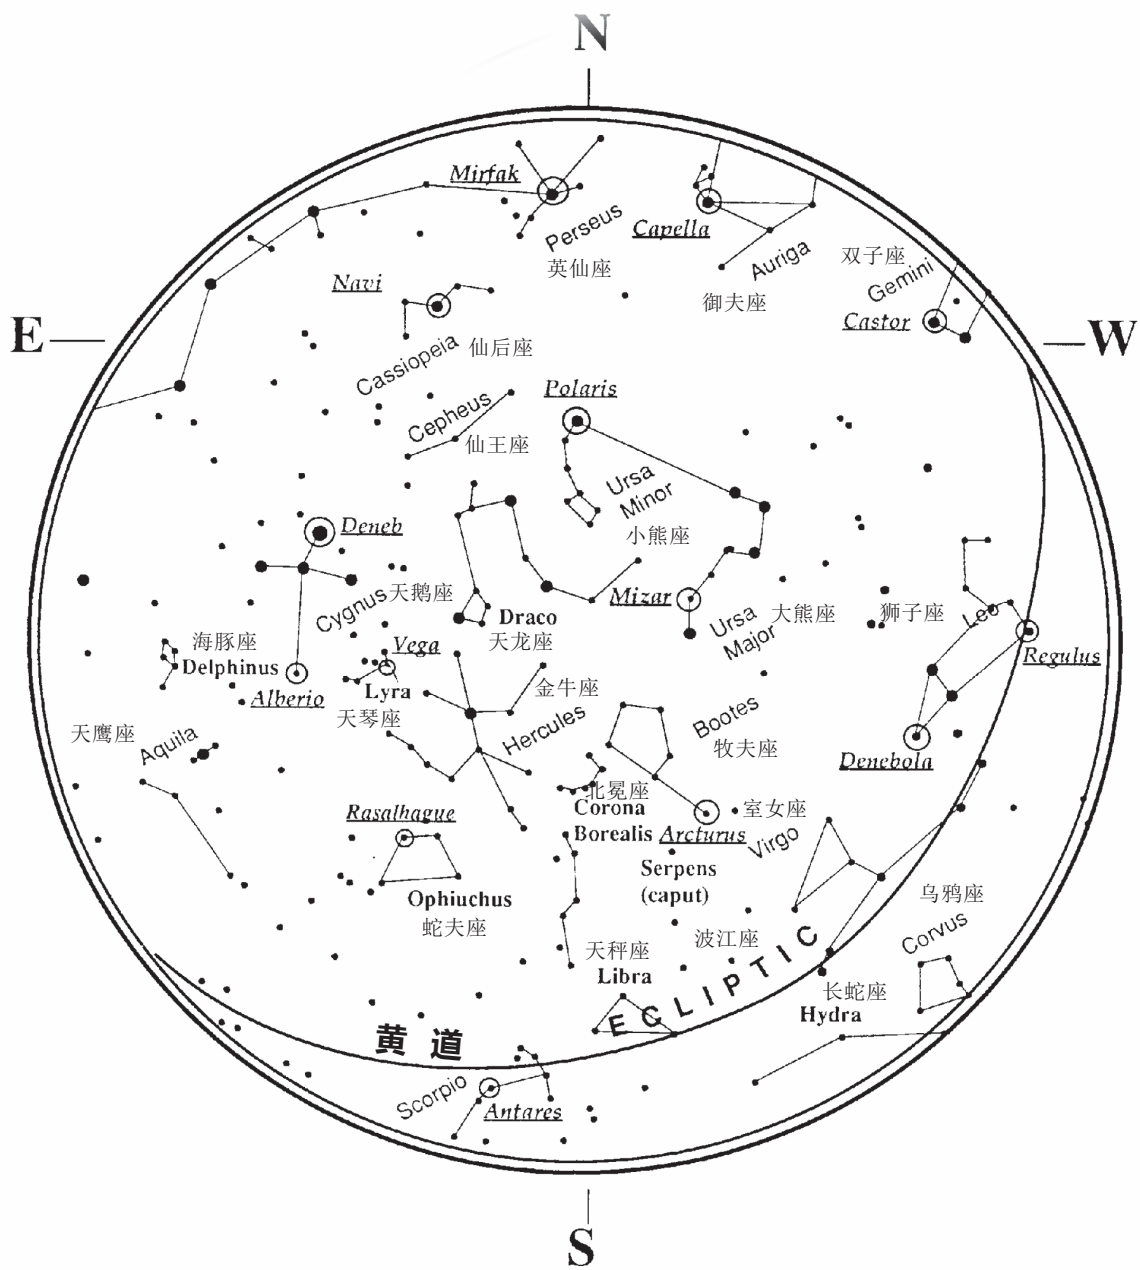 N
Mirfak
Perseus
英仙座
Capella
Auriga
御夫座
双子座
Gemini
Castor
Navi
Cassiopeia
仙后座
E
W
Polaris
Cepheus
仙王座
Ursa
Minor
小熊座
Deneb
Cygnus
天鹅座
Draco
天龙座
Mizar
Ursa
Major
大熊座
狮子座
Leo
Regulus
海豚座
Delphinus
Vega
Lyra
天琴座
Alberio
金牛座
Hercules
Bootes
牧夫座
天鹰座
Aquila
Denebola
北冕座
Corona
Borealis
Arcturus
室女座
Virgo
Rasalhague
Serpens
(caput)
Ophiuchus
蛇夫座
乌鸦座
Corvus
天秤座
Libra
波江座
ECLIPTIC
长蛇座
Hydra
黄道
Scorpio
Antares
S